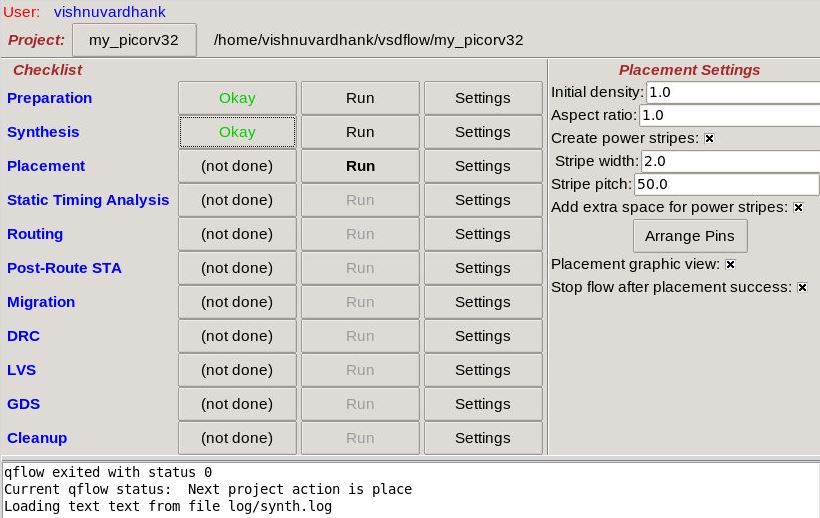 User: vishnuvardhank
Project: my_picorv32 /home/vishnuvardhank/vsdflow/my_picorv32
Checklist
Preparation Okay Run Settings
Synthesis Okay Run Settings
Placement (not done) Run Settings
Static Timing Analysis (not done) Run Settings
Routing (not done) Run Settings
Post-Route STA (not done) Run Settings
Migration (not done) Run Settings
DRC (not done) Run Settings
LVS (not done) Run Settings
GDS (not done) Run Settings
Cleanup (not done) Run Settings
Placement Settings
Initial density: 1.0
Aspect ratio: 1.0
Create power stripes:
Stripe width: 2.0
Stripe pitch: 50.0
Add extra space for power stripes:
Arrange Pins
Placement graphic view:
Stop flow after placement success:
qflow exited with status 0
Current qflow status:  Next project action is place
Loading text text from file log/synth.log